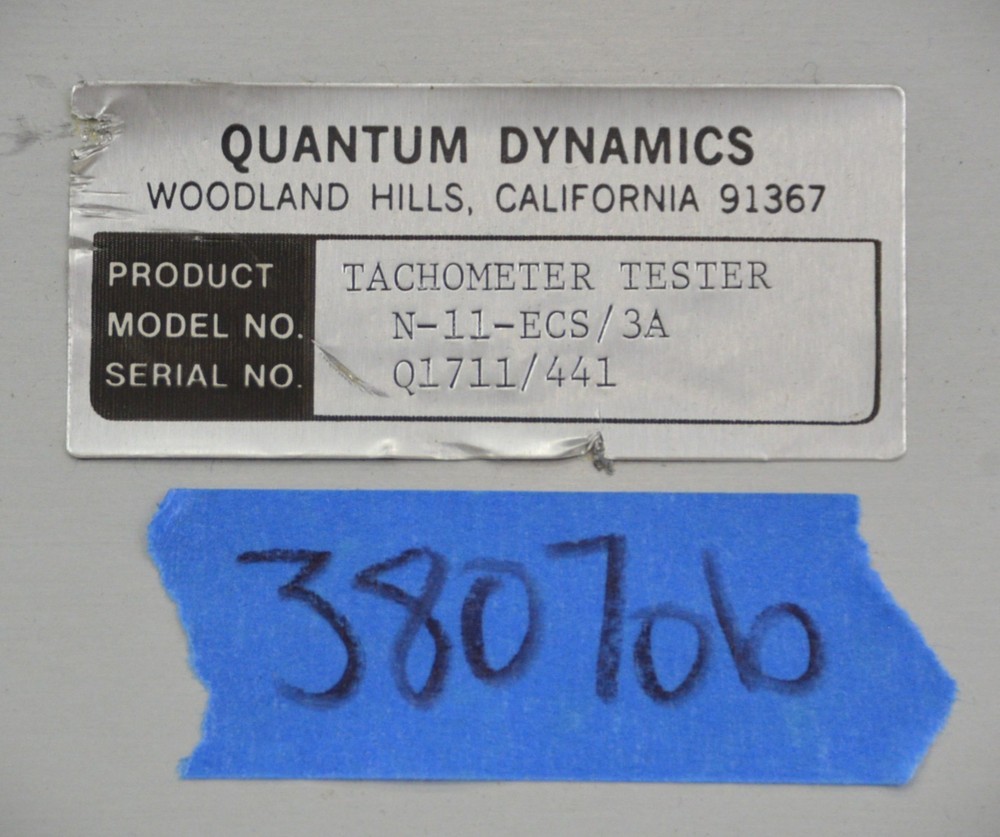 QUANTUM DYNAMICS
WOODLAND HILLS, CALIFORNIA 91367
PRODUCT TACHOMETER TESTER
MODEL NO. N-11-ECS/3A
SERIAL NO. Q1711/441
380706